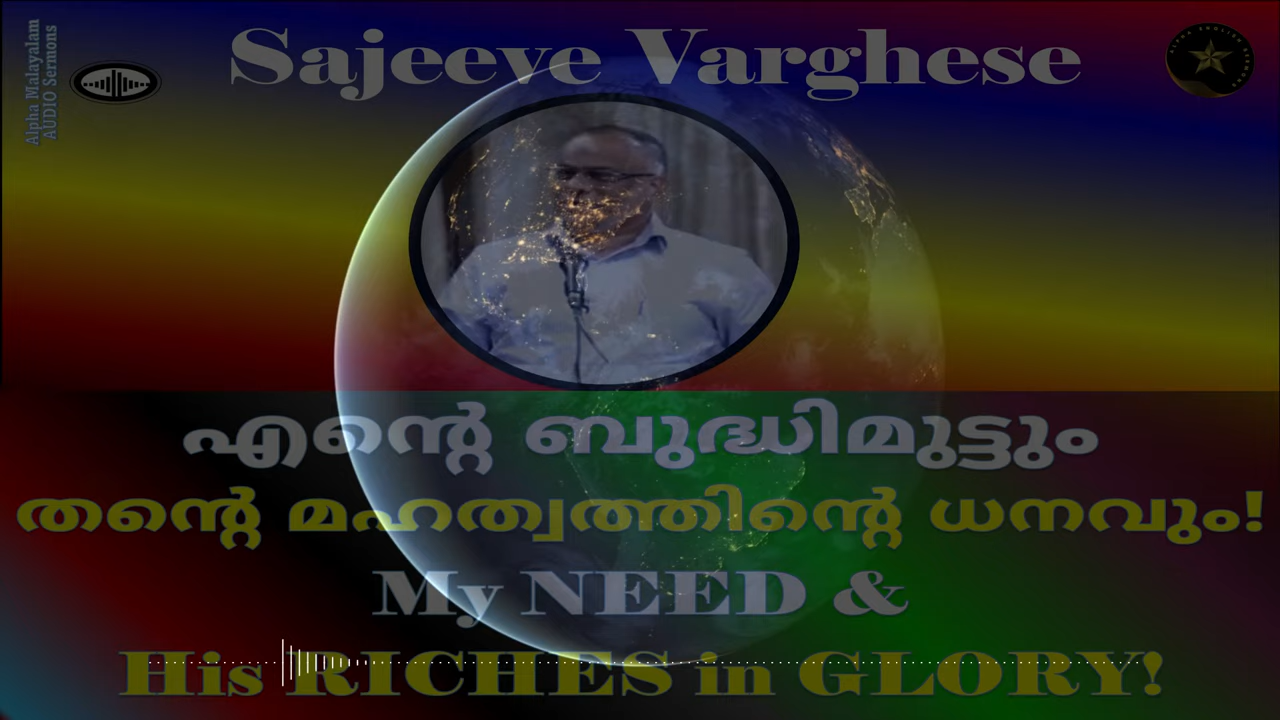 Alpha Malayalam
AUDIO Sermons
Sajeeve Varghese
എന്റെ ബുദ്ധിമുട്ടും
തന്റെ മഹത്വത്തിന്റെ ധനവും!
My NEED &
His RICHES in GLORY!